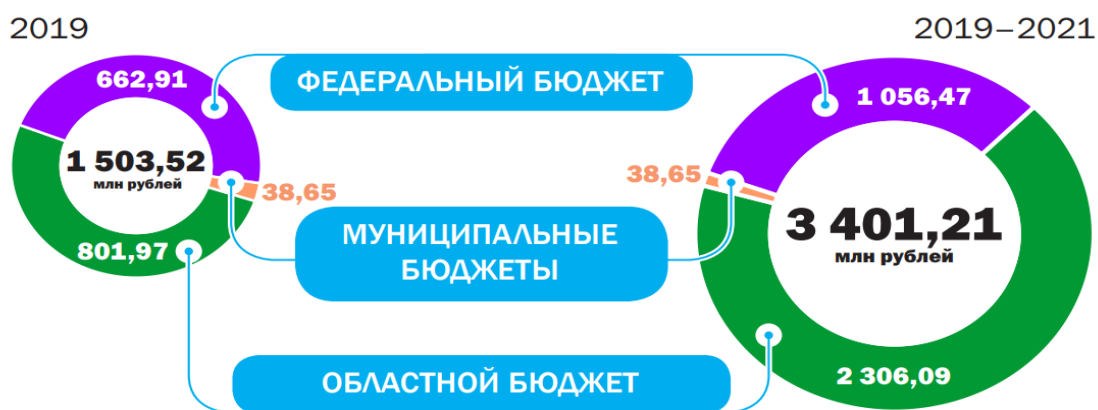 2019
2019–2021
662,91
ФЕДЕРАЛЬНЫЙ БЮДЖЕТ
1 056,47
1 503,52
млн рублей
38,65
38,65
801,97
МУНИЦИПАЛЬНЫЕ
БЮДЖЕТЫ
3 401,21
млн рублей
ОБЛАСТНОЙ БЮДЖЕТ
2 306,09